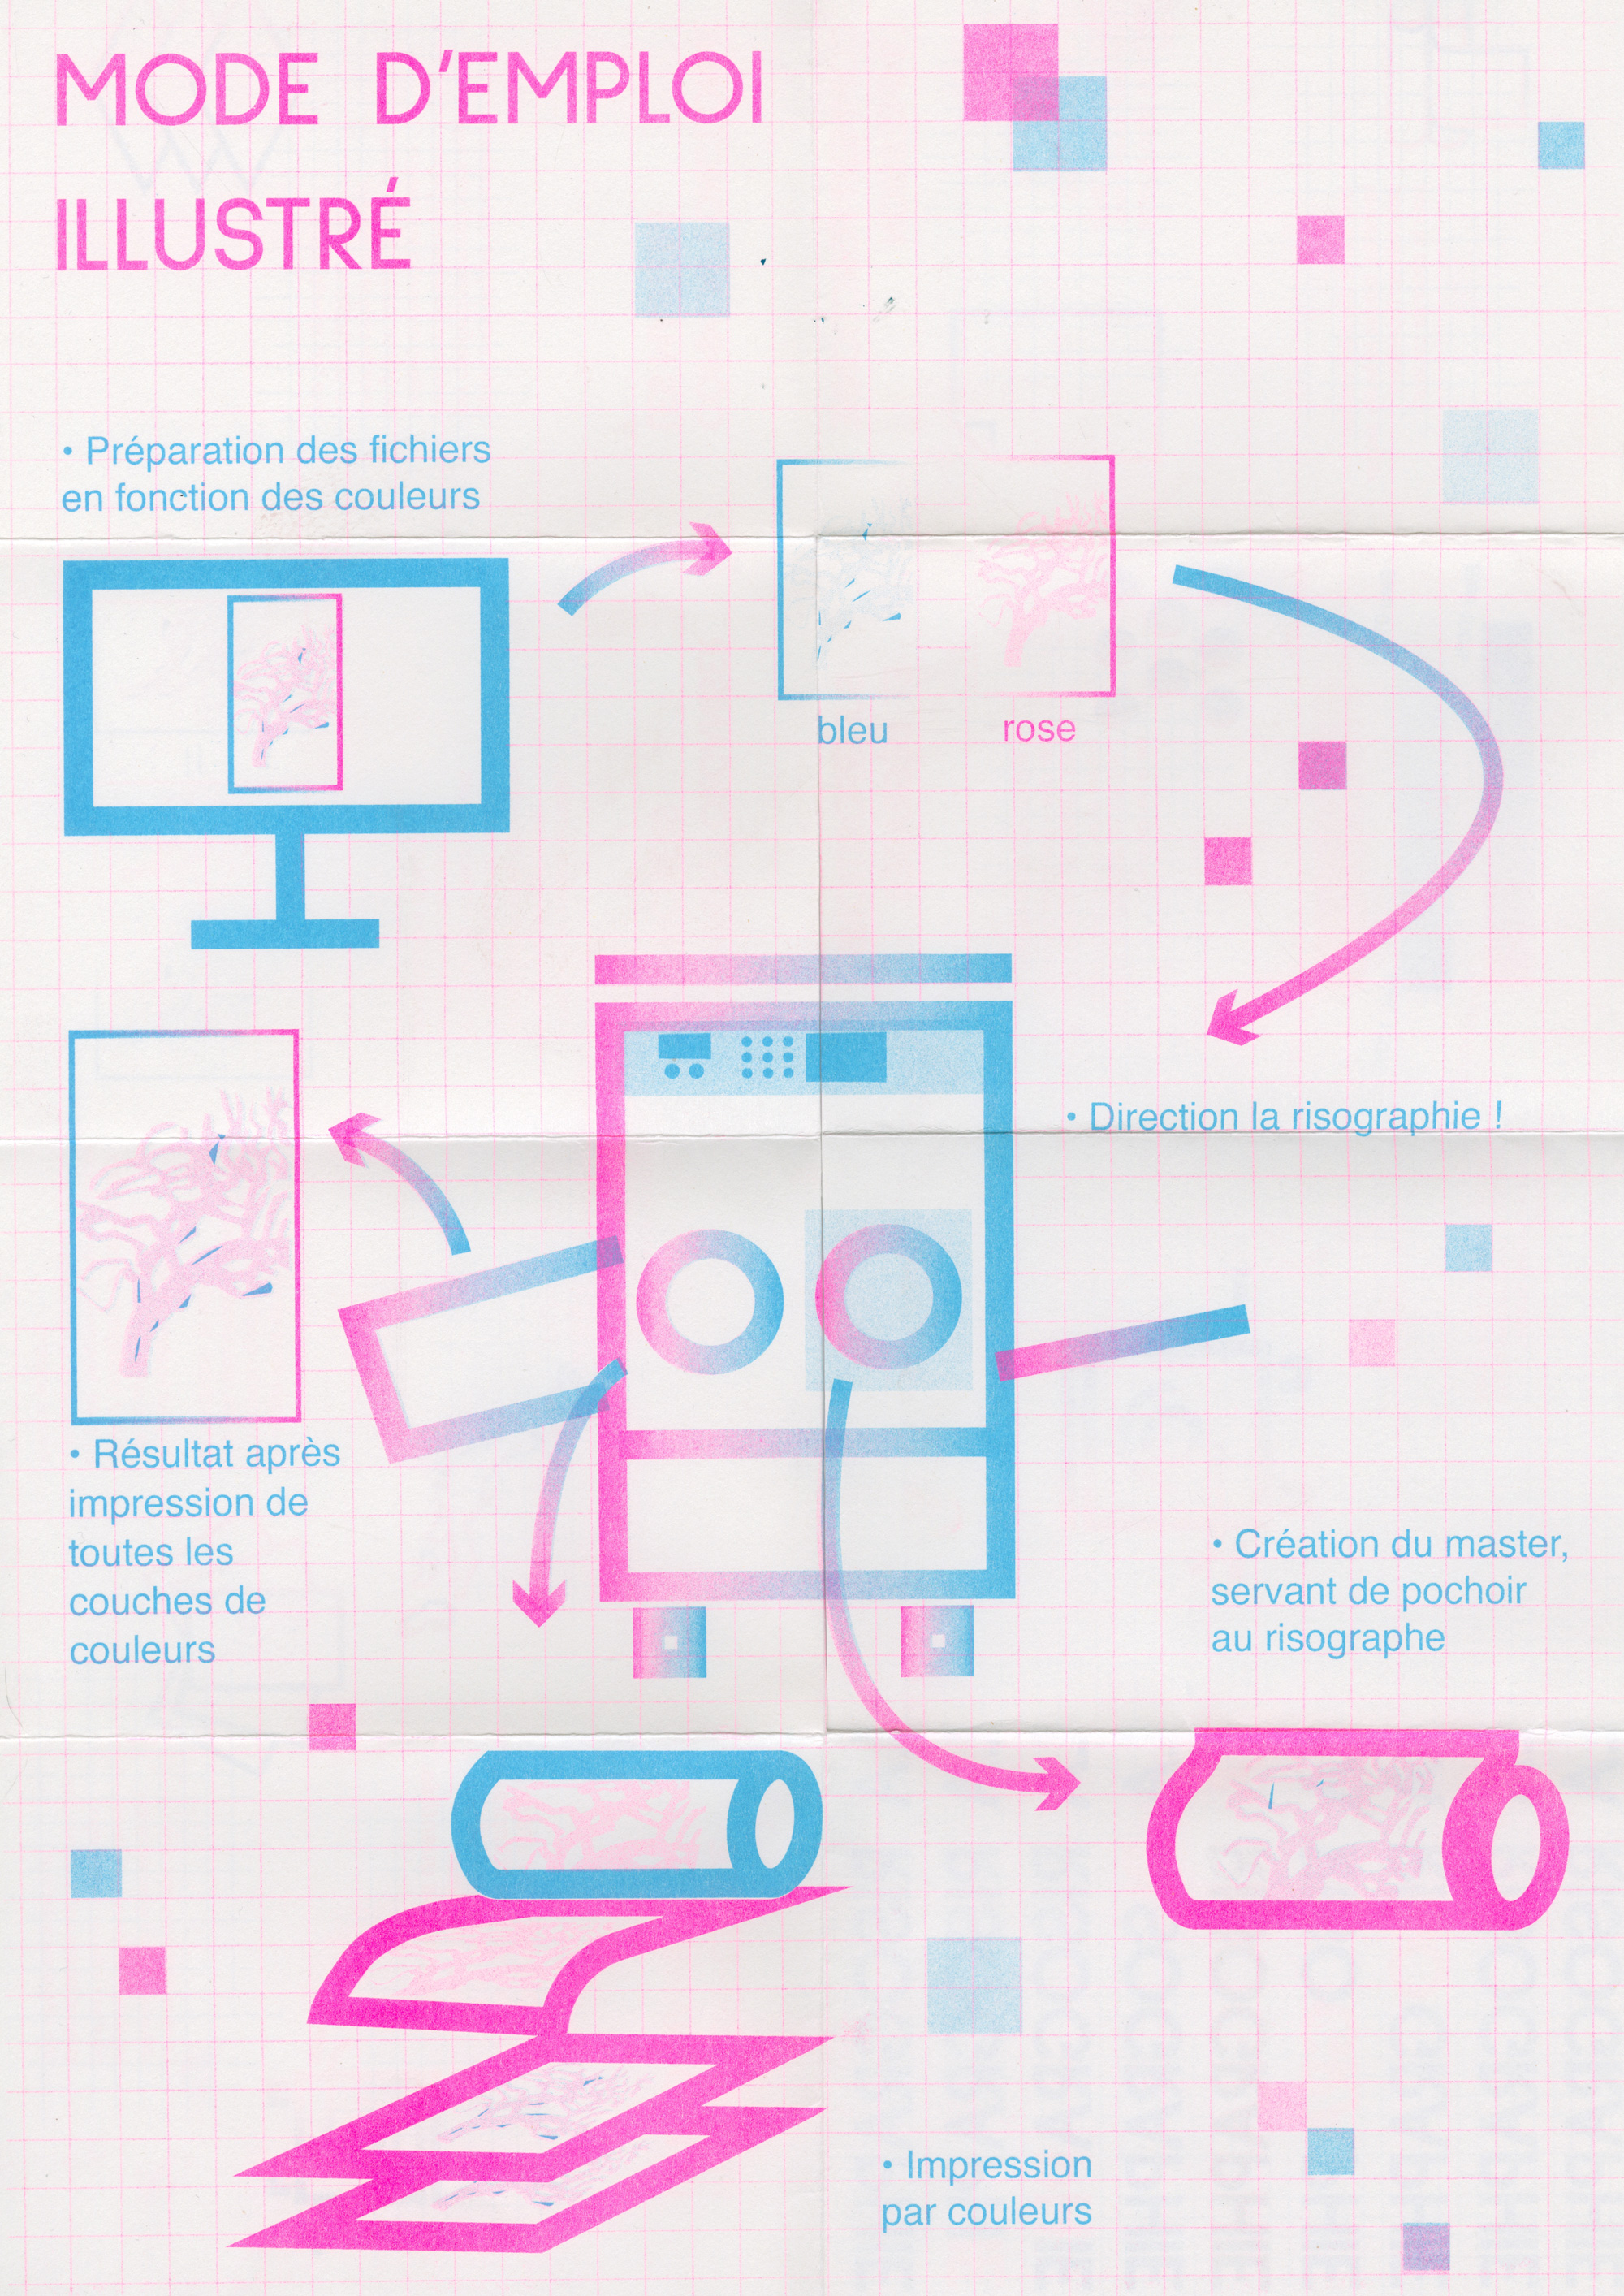 MODE D'EMPLOI
ILLUSTRÉ
• Préparation des fichiers
en fonction des couleurs
bleu
rose
• Direction la risographie !
• Résultat après
impression de
toutes les
couches de
couleurs
• Création du master,
servant de pochoir
au risographe
• Impression
par couleurs